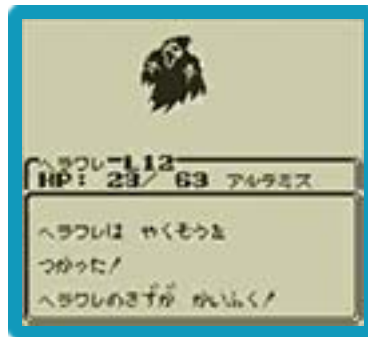 ヘラワレ L12
HP: 23/ 63 アルラミス
ヘラワレは やくそうを
つかった!
ヘラワレのきずが かいふく!